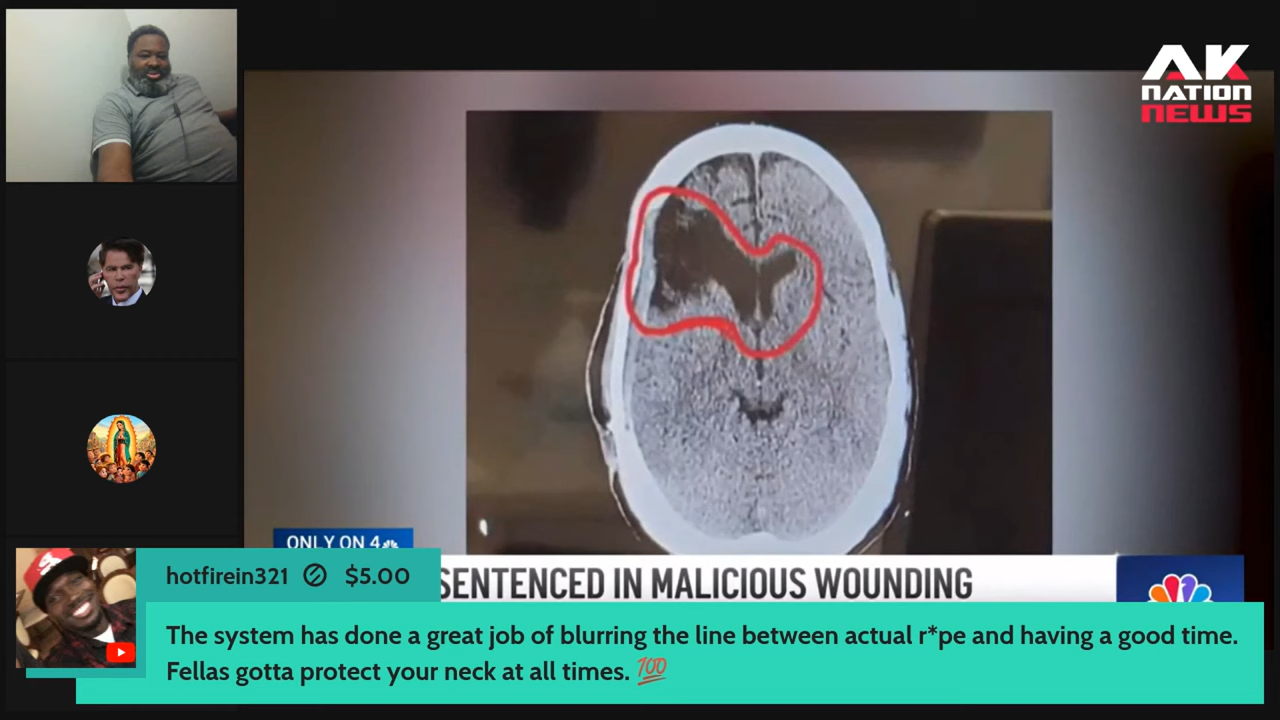 AK
NATION
NEWS
ONLY ON 4
SENTENCED IN MALICIOUS WOUNDING
hotfirein321 $5.00
The system has done a great job of blurring the line between actual r*pe and having a good time.
Fellas gotta protect your neck at all times. 💯